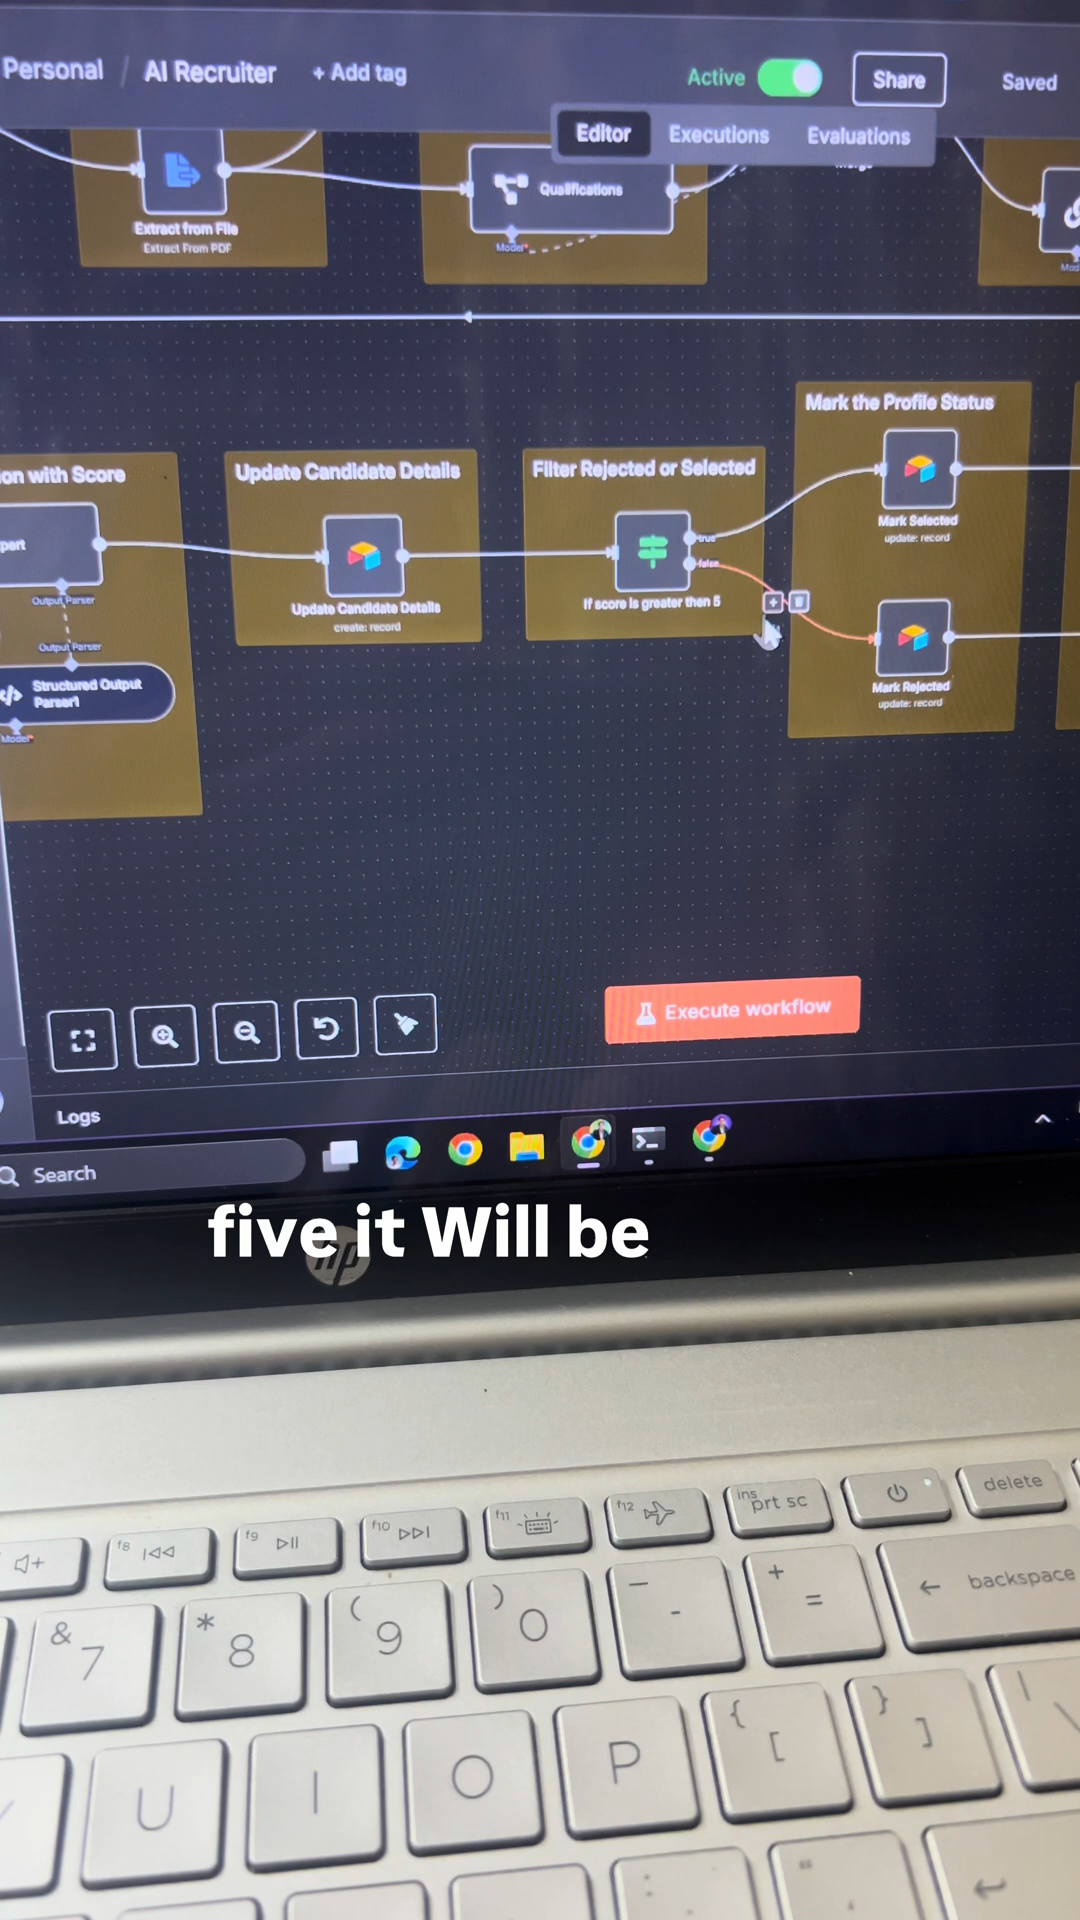 Personal / AI Recruiter + Add tag
Active Share Saved
Editor Executions Evaluations
Extract from File
Extract From PDF
Qualifications
Model*
Mark the Profile Status
on with Score
Update Candidate Details
Filter Rejected or Selected
true
false
Mark Selected
update: record
Output Parser
Output Parser
Structured Output
Parser1
Model*
Update Candidate Details
create: record
If score is greater then 5
Mark Rejected
update: record
Execute workflow
Logs
Search
five it Will be
hp
f8
f9
f10
f11
f12
ins
prt sc
delete
& 7
* 8
( 9
) 0
_ -
+ =
← backspace
U
I
O
P
{ [
} ]
| \